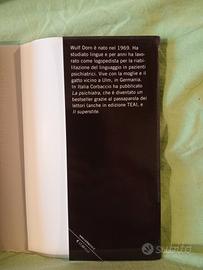 Wulf Dorn è nato nel 1969. Ha
studiato lingue e per anni ha lavo-
rato come logopedista per la riabi-
litazione del linguaggio in pazienti
psichiatrici. Vive con la moglie e il
gatto vicino a Ulm, in Germania.
In Italia Corbaccio ha pubblicato
La psichiatra, che è diventato un
bestseller grazie al passaparola dei
lettori (anche in edizione TEA), e
Il superstite.
subito